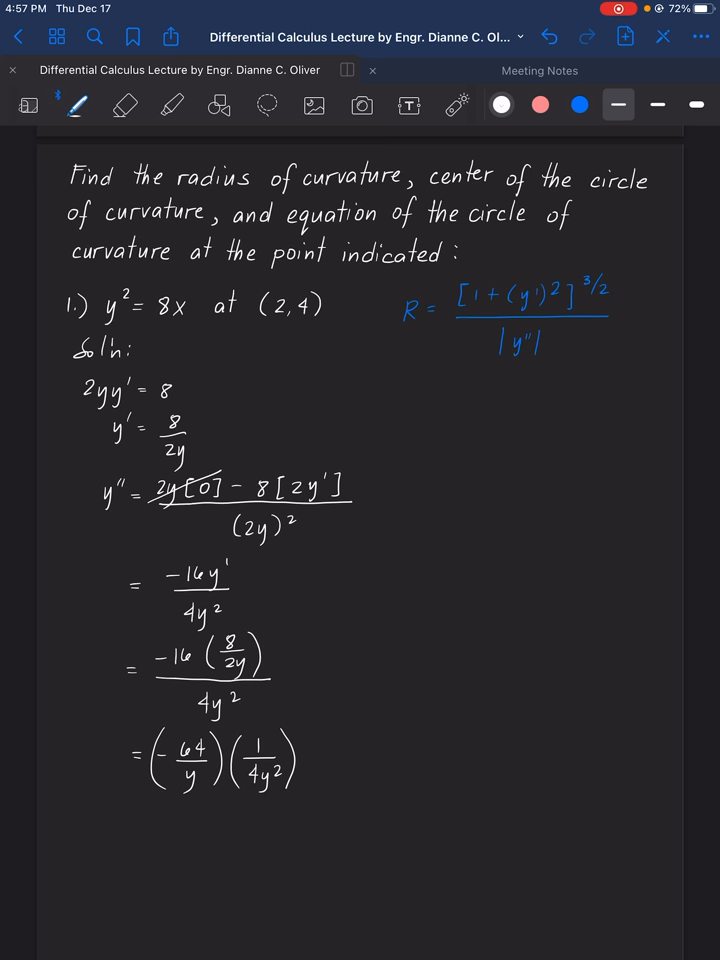 4:57 PM Thu Dec 17
72%
Differential Calculus Lecture by Engr. Dianne C. Ol...
Differential Calculus Lecture by Engr. Dianne C. Oliver
Meeting Notes
Find the radius of curvature, center of the circle
of curvature, and equation of the circle of
curvature at the point indicated:
1.) y² = 8x at (2,4)
R = [1 + (y')²]^3/2 / |y''|
Sol'n:
2yy' = 8
y' = 8/2y
y'' = 2y[0] - 8[2y'] / (2y)²
= -16y' / 4y²
= -16 (8/2y) / 4y²
= (- 64/y) (1/4y²)